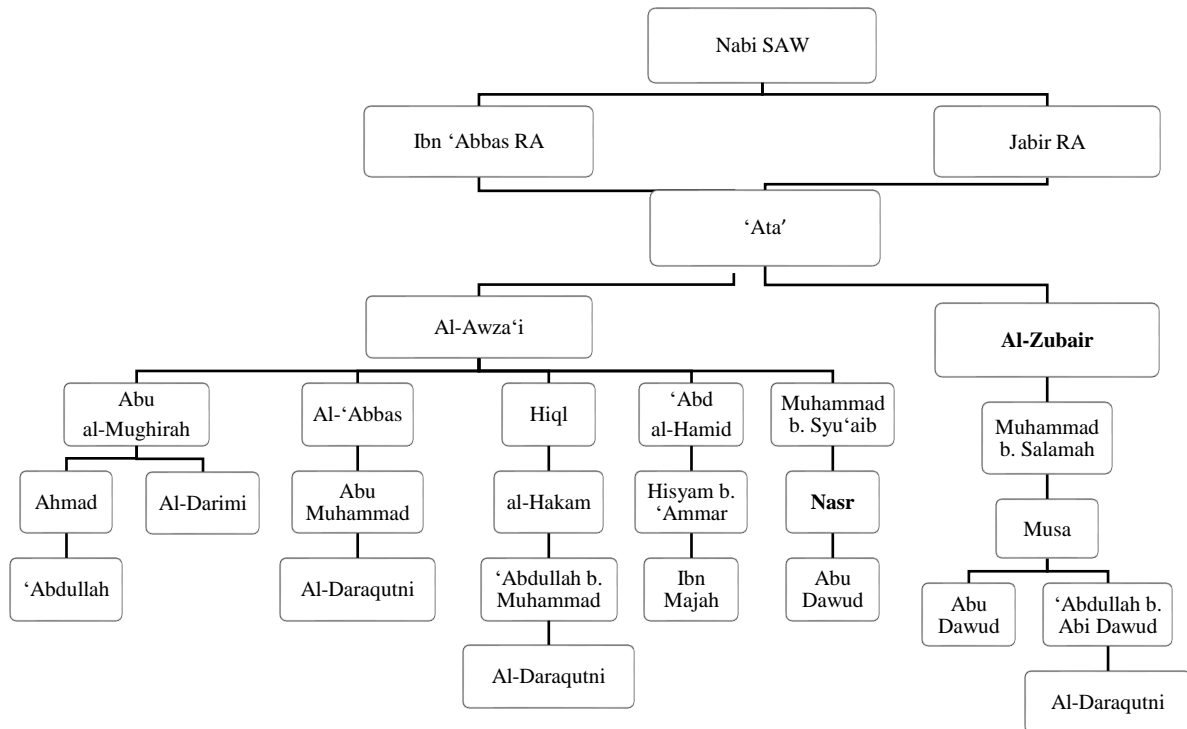 Nabi SAW
Ibn ‘Abbas RA
Jabir RA
‘Ata’
Al-Awza‘i
Al-Zubair
Abu
al-Mughirah
Al-‘Abbas
Hiql
‘Abd
al-Hamid
Muhammad
b. Syu‘aib
Muhammad
b. Salamah
Ahmad
Al-Darimi
Abu
Muhammad
al-Hakam
Hisyam b.
‘Ammar
Nasr
Musa
‘Abdullah
Al-Daraqutni
‘Abdullah b.
Muhammad
Ibn
Majah
Abu
Dawud
Abu
Dawud
‘Abdullah b.
Abi Dawud
Al-Daraqutni
Al-Daraqutni